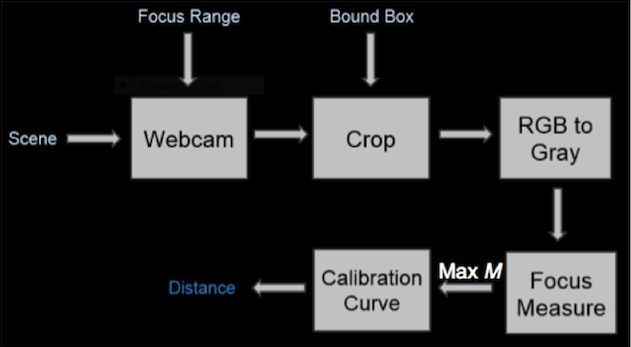 Focus Range
Bound Box
Scene
Webcam
Crop
RGB to
Gray
Distance
Calibration
Curve
Max M
Focus
Measure